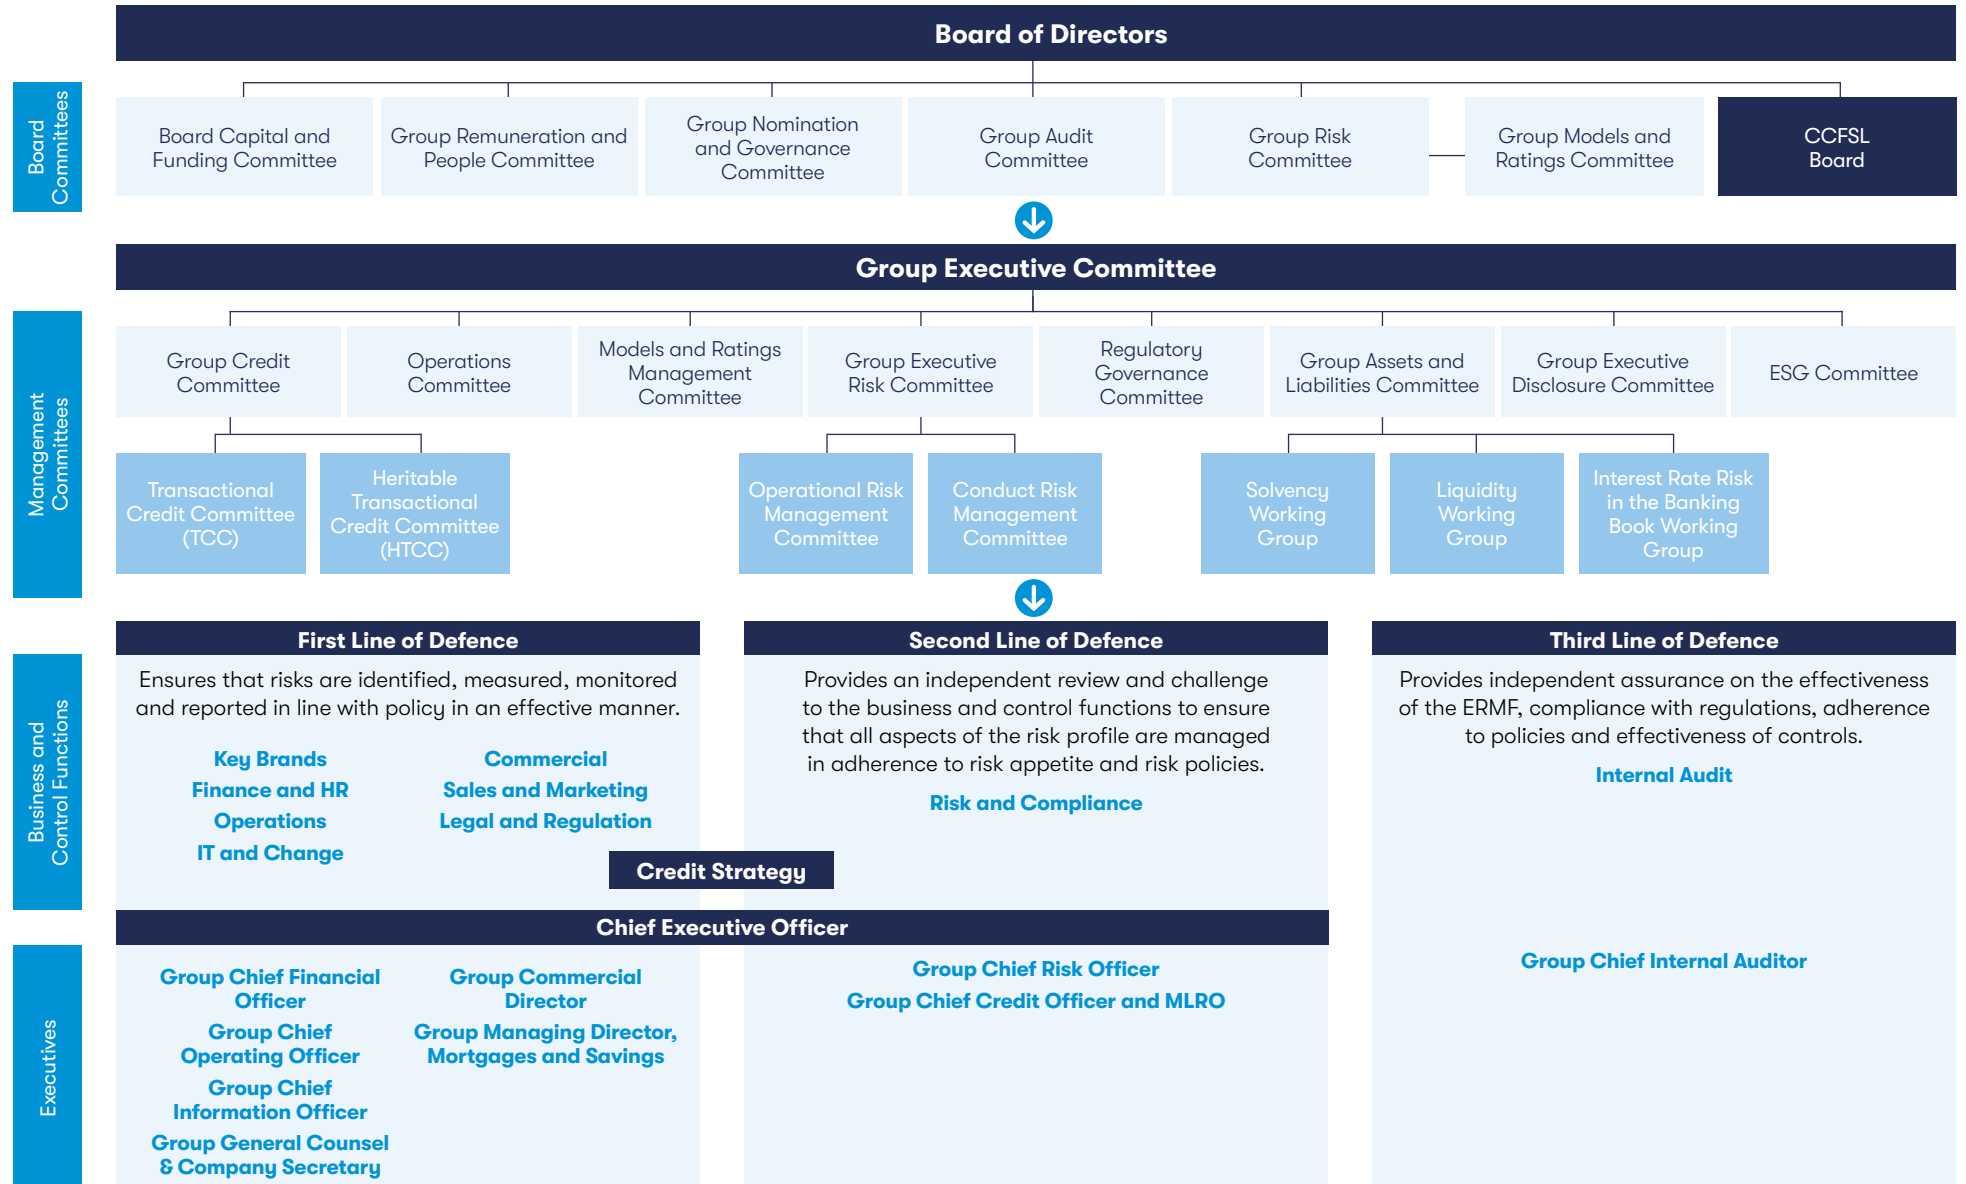 Board of Directors
Board
Committees
Board Capital and
Funding Committee
Group Remuneration and
People Committee
Group Nomination
and Governance
Committee
Group Audit
Committee
Group Risk
Committee
Group Models and
Ratings Committee
CCFSL
Board
Group Executive Committee
Management
Committees
Group Credit
Committee
Operations
Committee
Models and Ratings
Management
Committee
Group Executive
Risk Committee
Regulatory
Governance
Committee
Group Assets and
Liabilities Committee
Group Executive
Disclosure Committee
ESG Committee
Transactional
Credit Committee
(TCC)
Heritable
Transactional
Credit Committee
(HTCC)
Operational Risk
Management
Committee
Conduct Risk
Management
Committee
Solvency
Working
Group
Liquidity
Working
Group
Interest Rate Risk
in the Banking
Book Working
Group
Business and
Control Functions
First Line of Defence
Ensures that risks are identified, measured, monitored
and reported in line with policy in an effective manner.
Key Brands
Finance and HR
Operations
IT and Change
Commercial
Sales and Marketing
Legal and Regulation
Second Line of Defence
Provides an independent review and challenge
to the business and control functions to ensure
that all aspects of the risk profile are managed
in adherence to risk appetite and risk policies.
Risk and Compliance
Third Line of Defence
Provides independent assurance on the effectiveness
of the ERMF, compliance with regulations, adherence
to policies and effectiveness of controls.
Internal Audit
Credit Strategy
Chief Executive Officer
Executives
Group Chief Financial
Officer
Group Chief
Operating Officer
Group Chief
Information Officer
Group General Counsel
& Company Secretary
Group Commercial
Director
Group Managing Director,
Mortgages and Savings
Group Chief Risk Officer
Group Chief Credit Officer and MLRO
Group Chief Internal Auditor